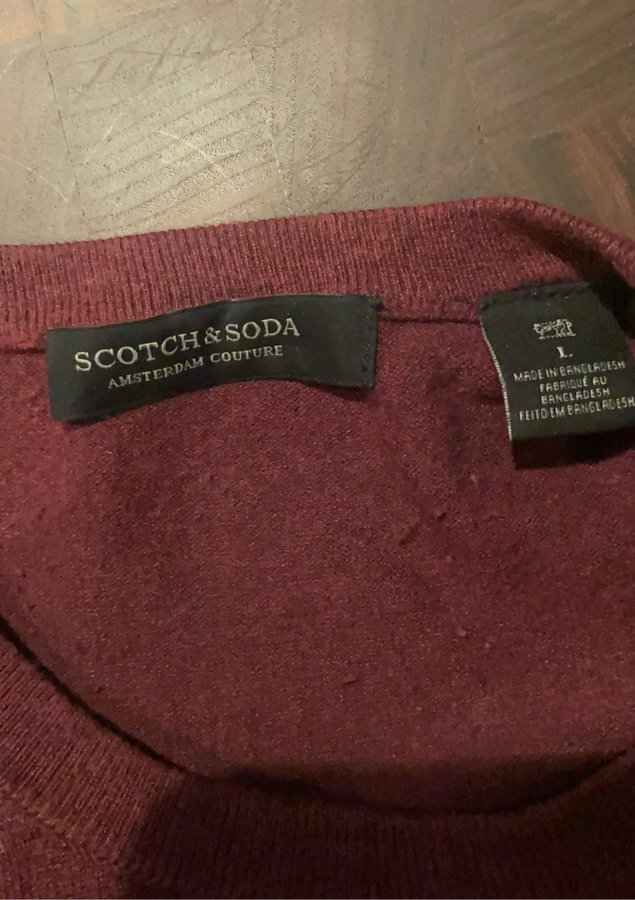 SCOTCH & SODA
AMSTERDAM COUTURE
L
MADE IN BANGLADESH
FABRIQUÉ AU
BANGLADESH
FEITO EM BANGLADESH